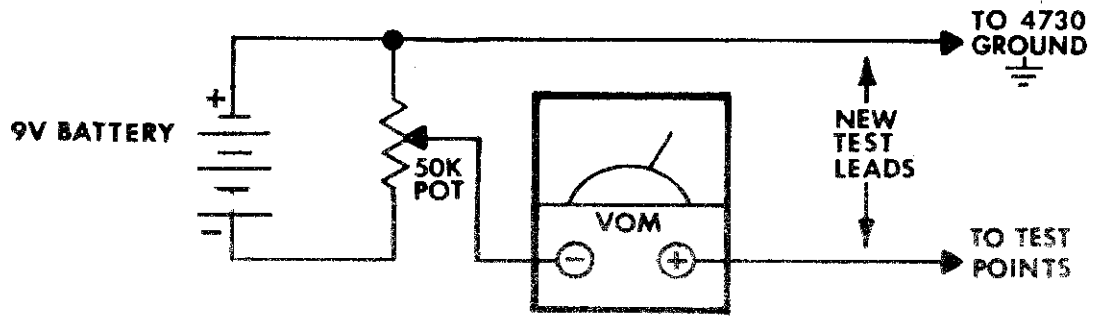 TO 4730
GROUND
+
9V BATTERY
-
50K
POT
VOM
-
+
NEW
TEST
LEADS
TO TEST
POINTS